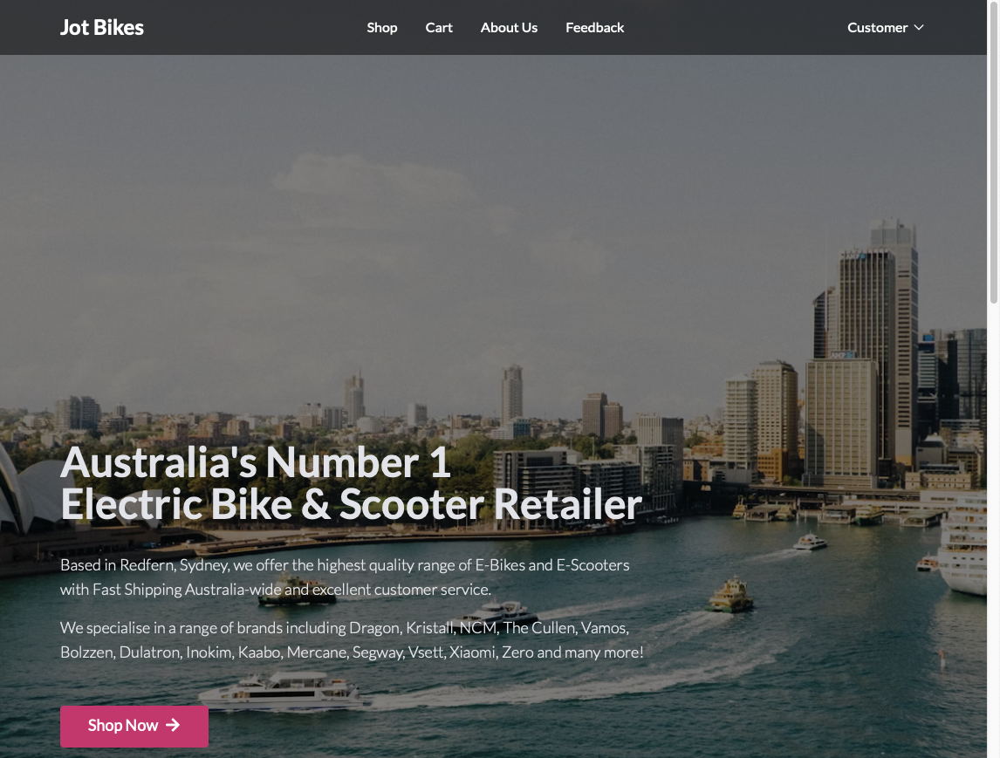 Jot Bikes
Shop
Cart
About Us
Feedback
Customer
AMP
Australia's Number 1
Electric Bike & Scooter Retailer
Based in Redfern, Sydney, we offer the highest quality range of E-Bikes and E-Scooters
with Fast Shipping Australia-wide and excellent customer service.
We specialise in a range of brands including Dragon, Kristall, NCM, The Cullen, Vamos,
Bolzzen, Dulatron, Inokim, Kaabo, Mercane, Segway, Vsett, Xiaomi, Zero and many more!
Shop Now